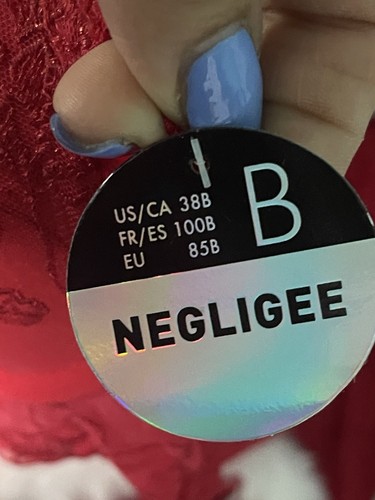 US/CA 38B
FR/ES 100B
EU 85B
B
NEGLIGEE